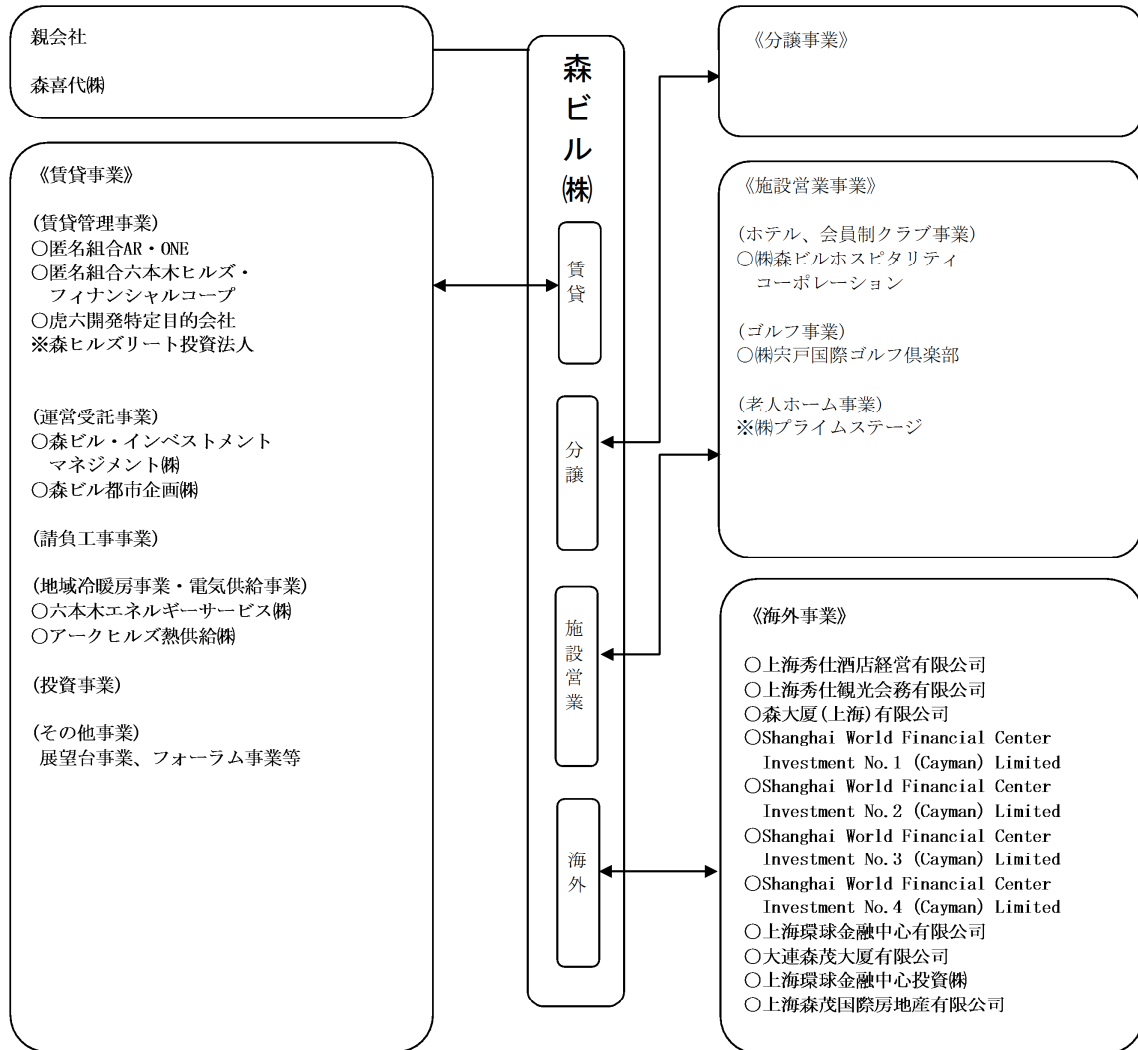 親会社
森喜代㈱
《賃貸事業》
(賃貸管理事業)
○匿名組合AR・ONE
○匿名組合六本木ヒルズ・
フィナンシャルコープ
○虎六開発特定目的会社
※森ヒルズリート投資法人
(運営受託事業)
○森ビル・インベストメント
マネジメント㈱
○森ビル都市企画㈱
(請負工事事業)
(地域冷暖房事業・電気供給事業)
○六本木エネルギーサービス㈱
○アークヒルズ熱供給㈱
(投資事業)
(その他事業)
展望台事業、フォーラム事業等
森ビル㈱
賃貸
分譲
施設営業
海外
《分譲事業》
《施設営業事業》
(ホテル、会員制クラブ事業)
○㈱森ビルホスピタリティ
コーポレーション
(ゴルフ事業)
○㈱宍戸国際ゴルフ倶楽部
(老人ホーム事業)
※㈱プライムステージ
《海外事業》
○上海秀仕酒店経営有限公司
○上海秀仕観光会務有限公司
○森大厦(上海)有限公司
○Shanghai World Financial Center
Investment No.1 (Cayman) Limited
○Shanghai World Financial Center
Investment No.2 (Cayman) Limited
○Shanghai World Financial Center
Investment No.3 (Cayman) Limited
○Shanghai World Financial Center
Investment No.4 (Cayman) Limited
○上海環球金融中心有限公司
○大連森茂大厦有限公司
○上海環球金融中心投資㈱
○上海森茂国際房地産有限公司